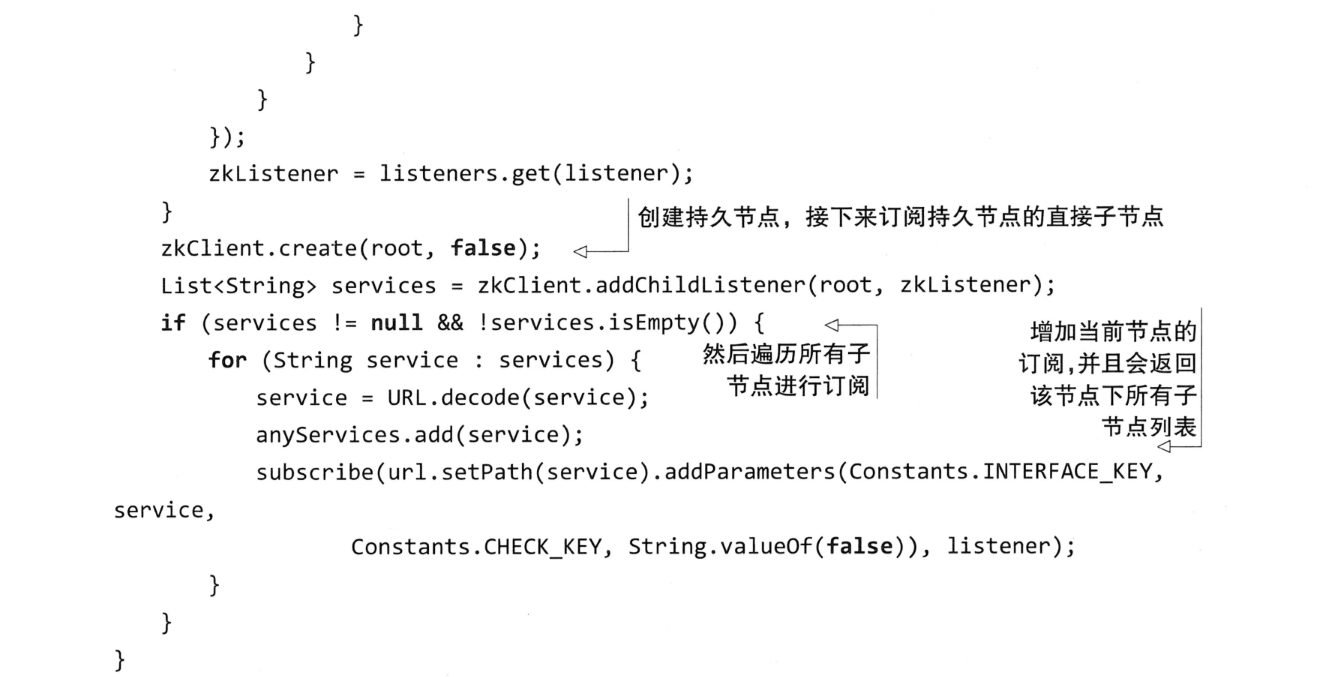 }
                }
            }
        });
        zkListener = listeners.get(listener);
    }
创建持久节点，接下来订阅持久节点的直接子节点
    zkClient.create(root, false);
    List<String> services = zkClient.addChildListener(root, zkListener);
    if (services != null && !services.isEmpty()) {
        for (String service : services) {
然后遍历所有子
节点进行订阅
增加当前节点的
订阅,并且会返回
该节点下所有子
节点列表
            service = URL.decode(service);
            anyServices.add(service);
            subscribe(url.setPath(service).addParameters(Constants.INTERFACE_KEY,
service,
                    Constants.CHECK_KEY, String.valueOf(false)), listener);
        }
    }
}